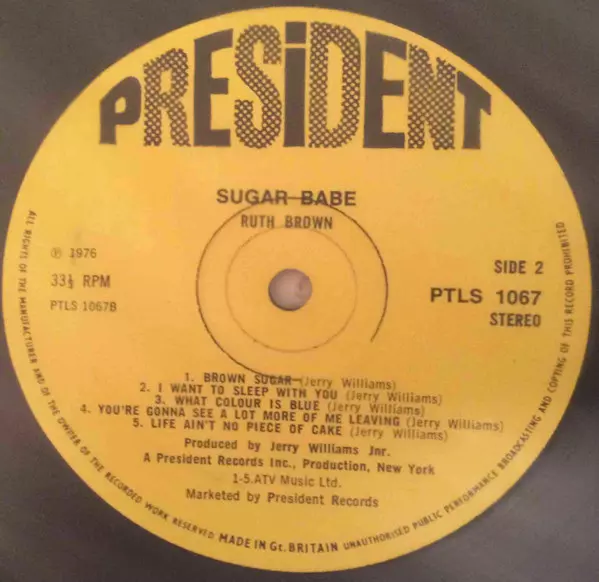 PRESiDENT
SUGAR BABE
RUTH BROWN
℗ 1976
33⅓ RPM
PTLS 1067B
SIDE 2
PTLS 1067
STEREO
1. BROWN SUGAR (Jerry Williams)
2. I WANT TO SLEEP WITH YOU (Jerry Williams)
3. WHAT COLOUR IS BLUE (Jerry Williams)
4. YOU'RE GONNA SEE A LOT MORE OF ME LEAVING (Jerry Williams)
5. LIFE AIN'T NO PIECE OF CAKE (Jerry Williams)
Produced by Jerry Williams Jnr.
A President Records Inc., Production, New York
1-5.ATV Music Ltd.
Marketed by President Records
ALL RIGHTS OF THE MANUFACTURER AND OF THE OWNER OF THE RECORDED WORK RESERVED MADE IN Gt. BRITAIN UNAUTHORISED PUBLIC PERFORMANCE BROADCASTING AND COPYING OF THIS RECORD PROHIBITED